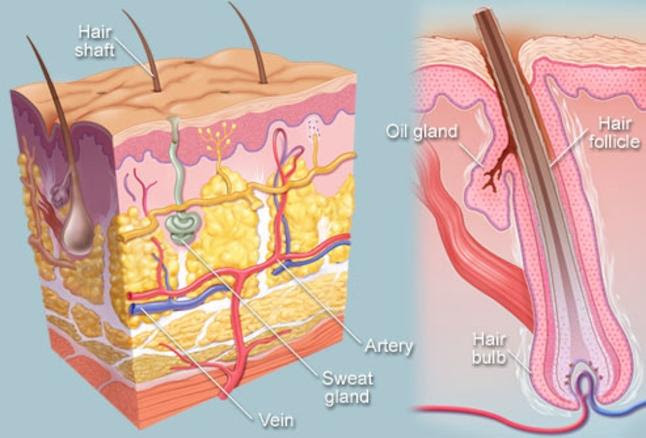 Hair
shaft
Oil gland
Hair
follicle
Artery
Hair
bulb
Sweat
gland
Vein